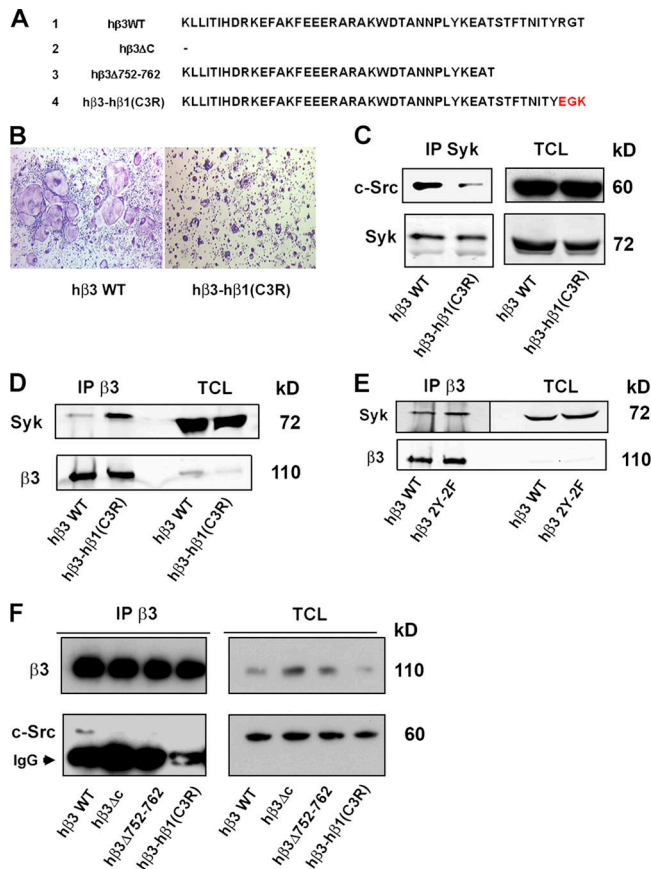 A
1 hβ3WT KLLITIHDRKEFAKFEEERARAKWDTANNPLYKEATSTFTNITYRGT
2 hβ3ΔC -
3 hβ3Δ752-762 KLLITIHDRKEFAKFEEERARAKWDTANNPLYKEAT
4 hβ3-hβ1(C3R) KLLITIHDRKEFAKFEEERARAKWDTANNPLYKEATSTFTNITYEGK
B
hβ3 WT hβ3-hβ1(C3R)
C
IP Syk TCL kD
c-Src 60
Syk 72
hβ3 WT hβ3-hβ1(C3R) hβ3 WT hβ3-hβ1(C3R)
D
IP β3 TCL kD
Syk 72
β3 110
hβ3 WT hβ3-hβ1(C3R) hβ3 WT hβ3-hβ1(C3R)
E
IP β3 TCL kD
Syk 72
β3 110
hβ3 WT hβ3 2Y-2F hβ3 WT hβ3 2Y-2F
F
IP β3 TCL kD
β3 110
c-Src 60
IgG
hβ3 WT hβ3Δc hβ3Δ752-762 hβ3-hβ1(C3R) hβ3 WT hβ3Δc hβ3Δ752-762 hβ3-hβ1(C3R)